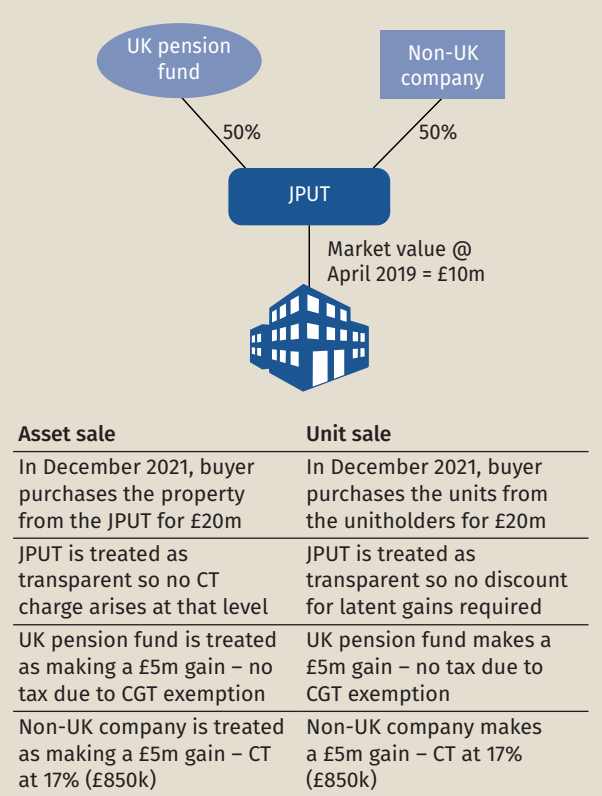 UK pension
fund
Non-UK
company
50%
50%
JPUT
Market value @
April 2019 = £10m
Asset sale
Unit sale
In December 2021, buyer
purchases the property
from the JPUT for £20m
In December 2021, buyer
purchases the units from
the unitholders for £20m
JPUT is treated as
transparent so no CT
charge arises at that level
JPUT is treated as
transparent so no discount
for latent gains required
UK pension fund is treated
as making a £5m gain – no
tax due to CGT exemption
UK pension fund makes a
£5m gain – no tax due to
CGT exemption
Non-UK company is treated
as making a £5m gain – CT
at 17% (£850k)
Non-UK company makes
a £5m gain – CT at 17%
(£850k)